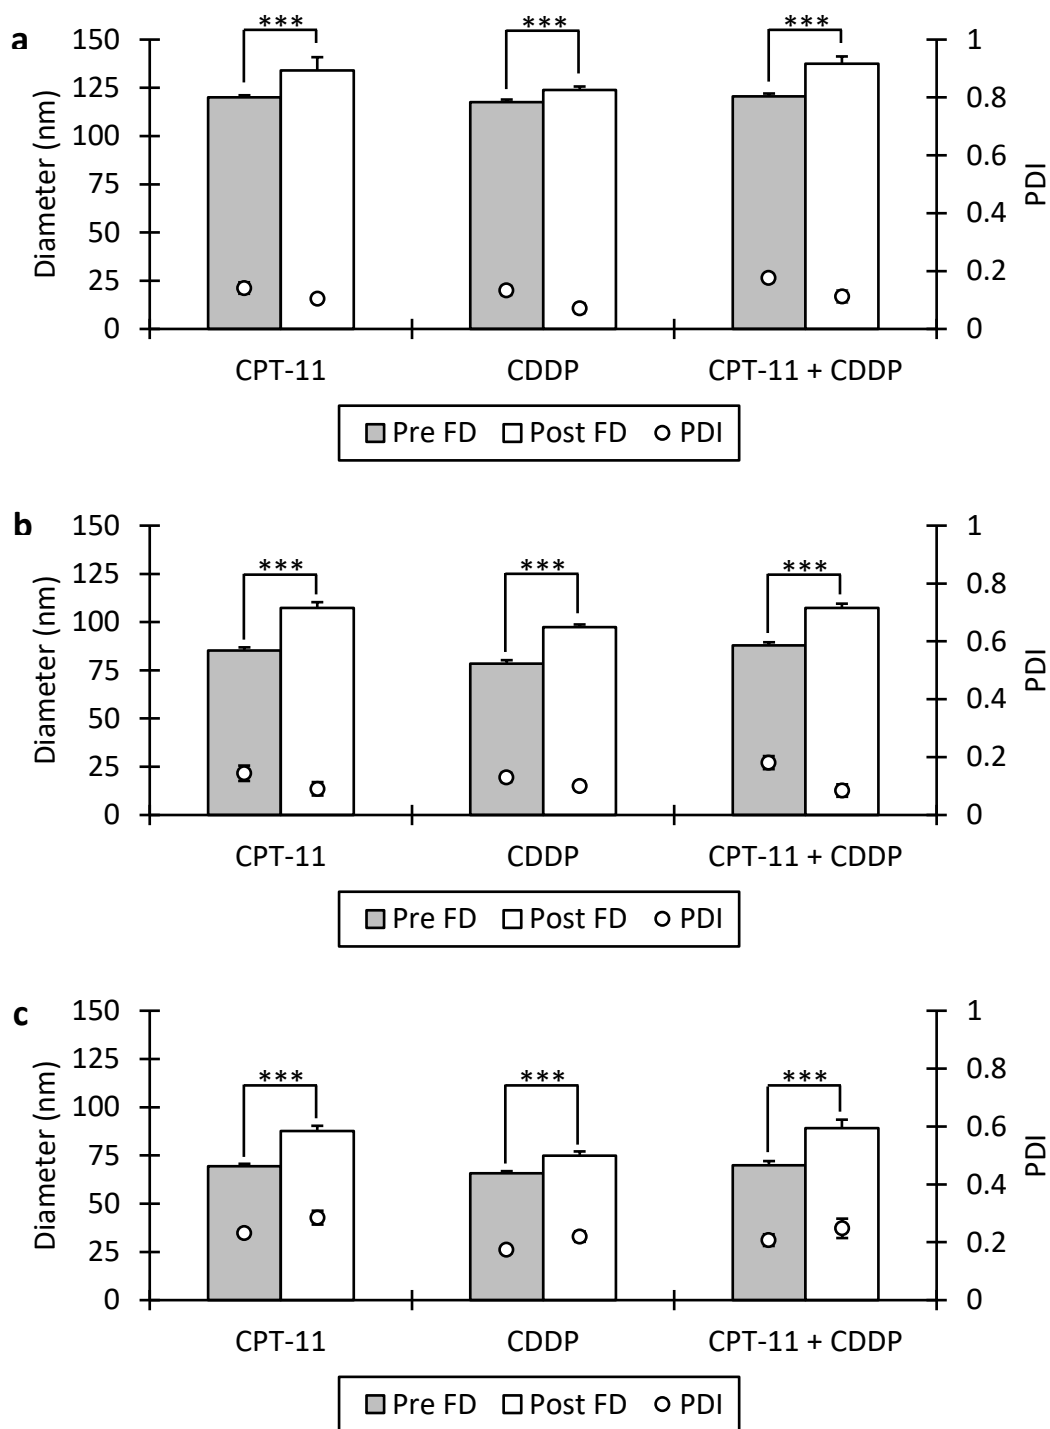 a
***
***
***
150
125
100
75
50
25
0
Diameter (nm)
1
0.8
0.6
0.4
0.2
0
PDI
CPT-11
CDDP
CPT-11 + CDDP
Pre FD Post FD PDI
b
150
125
100
75
50
25
0
Diameter (nm)
***
***
***
1
0.8
0.6
0.4
0.2
0
PDI
CPT-11
CDDP
CPT-11 + CDDP
Pre FD Post FD PDI
c
150
125
100
75
50
25
0
Diameter (nm)
***
***
***
1
0.8
0.6
0.4
0.2
0
PDI
CPT-11
CDDP
CPT-11 + CDDP
Pre FD Post FD PDI